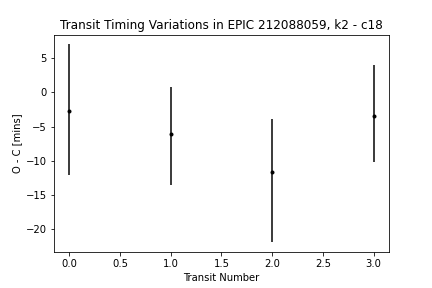 Transit Timing Variations in EPIC 212088059, k2 - c18
5
0
−5
−10
−15
−20
O - C [mins]
0.0 0.5 1.0 1.5 2.0 2.5 3.0
Transit Number